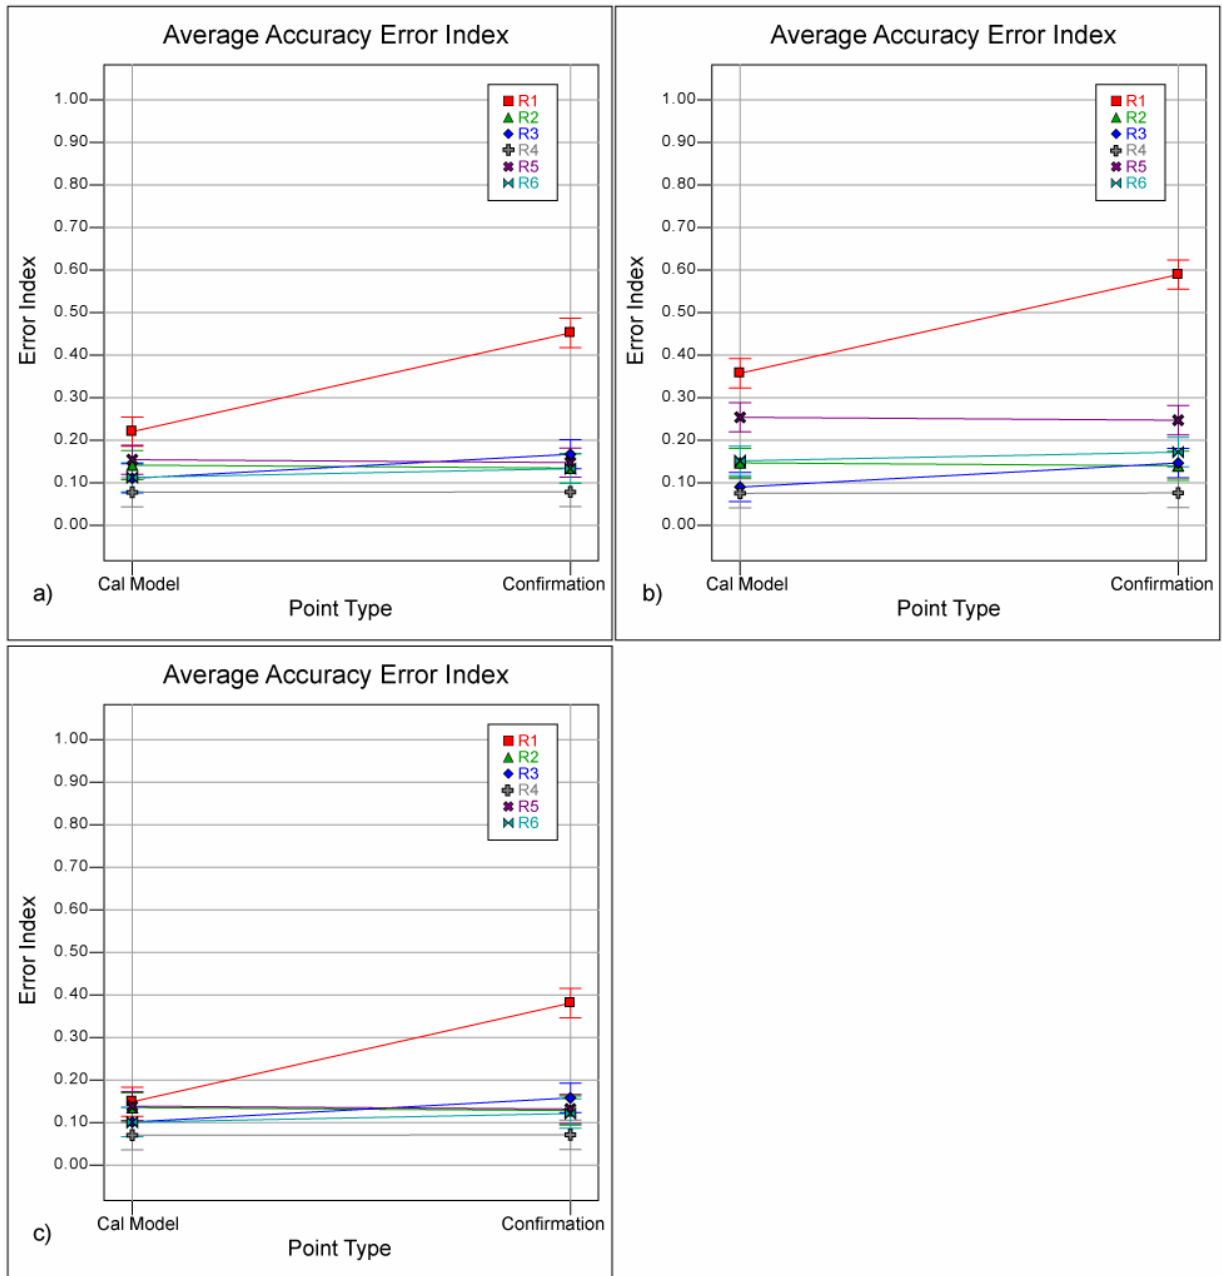 Average Accuracy Error Index
1.00
0.90
0.80
0.70
0.60
0.50
0.40
0.30
0.20
0.10
0.00
Error Index
R1
R2
R3
R4
R5
R6
Cal Model
Confirmation
Point Type
a)
Average Accuracy Error Index
1.00
0.90
0.80
0.70
0.60
0.50
0.40
0.30
0.20
0.10
0.00
Error Index
R1
R2
R3
R4
R5
R6
Cal Model
Confirmation
Point Type
b)
Average Accuracy Error Index
1.00
0.90
0.80
0.70
0.60
0.50
0.40
0.30
0.20
0.10
0.00
Error Index
R1
R2
R3
R4
R5
R6
Cal Model
Confirmation
Point Type
c)